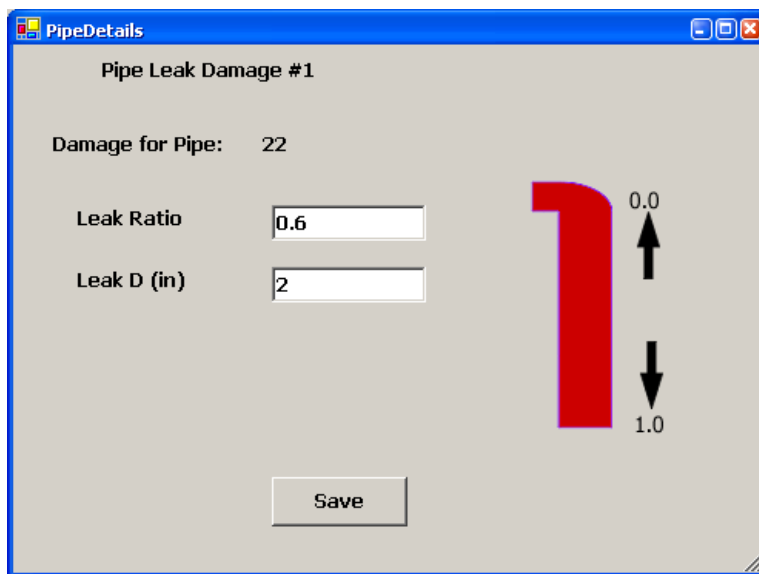 PipeDetails
Pipe Leak Damage #1
Damage for Pipe: 22
Leak Ratio 0.6
Leak D (in) 2
0.0
1.0
Save